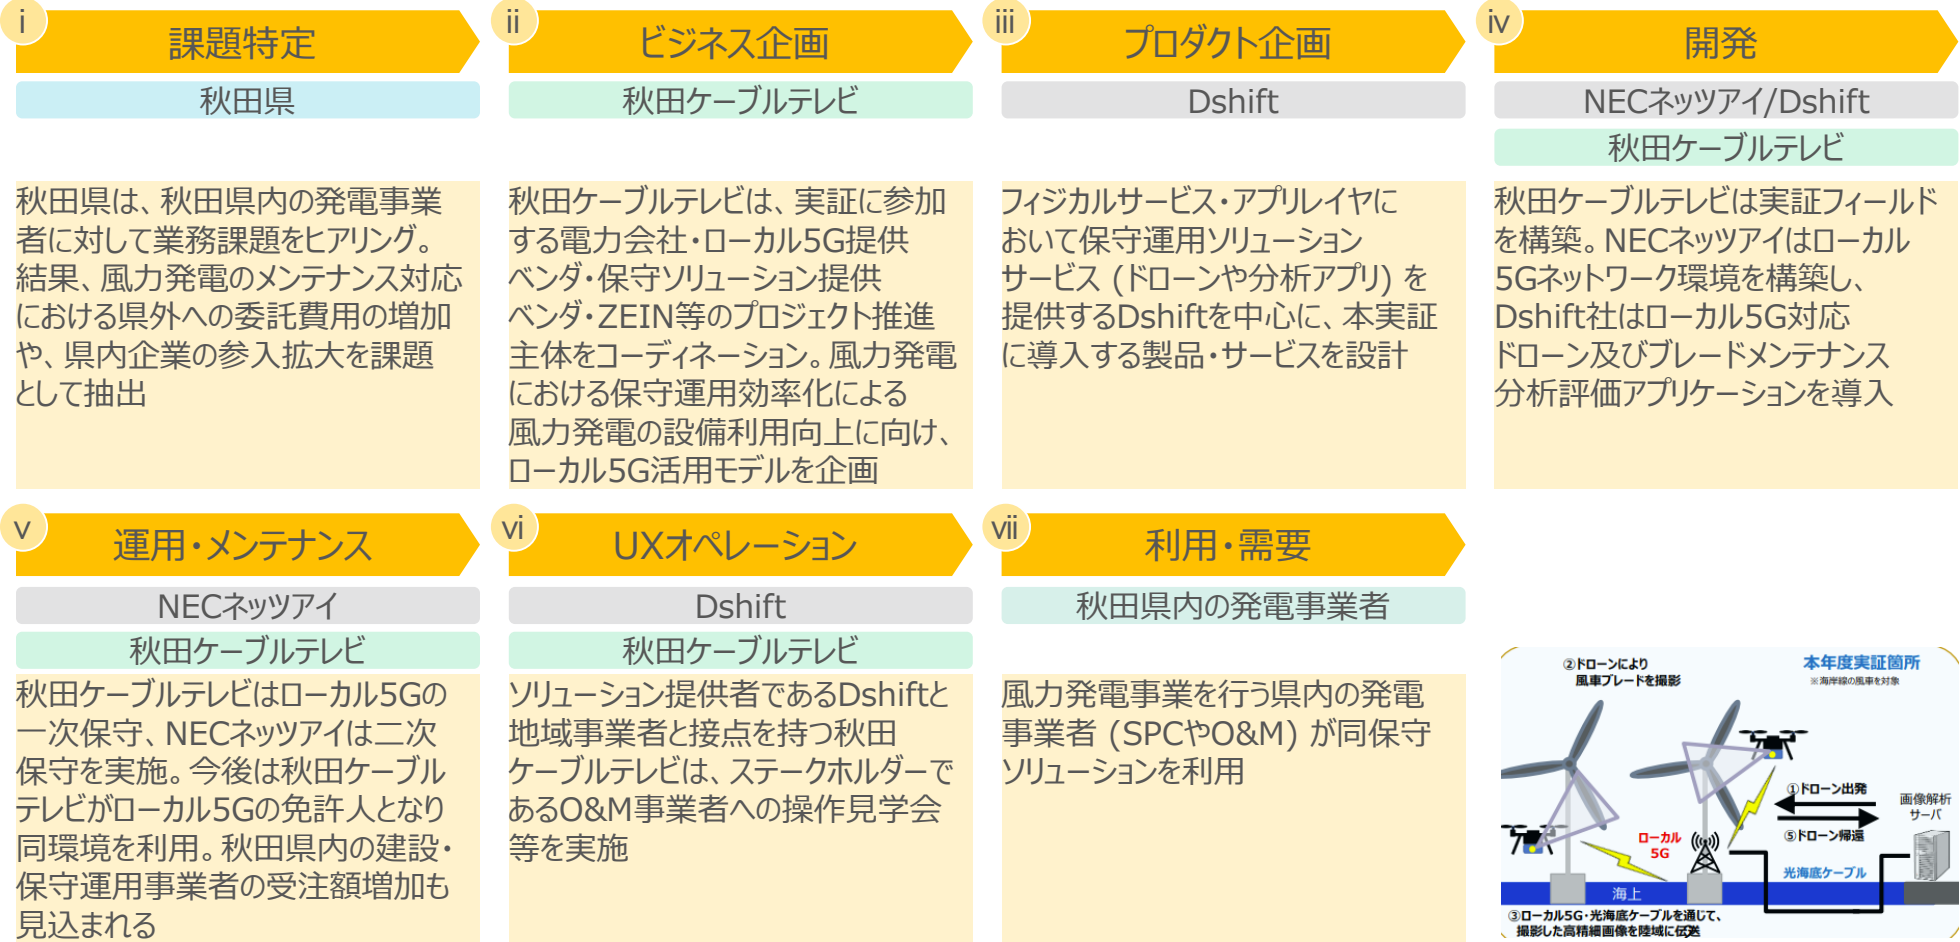 i
課題特定
秋田県
秋田県は、秋田県内の発電事業
者に対して業務課題をヒアリング。
結果、風力発電のメンテナンス対応
における県外への委託費用の増加
や、県内企業の参入拡大を課題
として抽出
ii
ビジネス企画
秋田ケーブルテレビ
秋田ケーブルテレビは、実証に参加
する電力会社・ローカル5G提供
ベンダ・保守ソリューション提供
ベンダ・ZEIN等のプロジェクト推進
主体をコーディネーション。風力発電
における保守運用効率化による
風力発電の設備利用向上に向け、
ローカル5G活用モデルを企画
iii
プロダクト企画
Dshift
フィジカルサービス・アプリレイヤに
おいて保守運用ソリューション
サービス (ドローンや分析アプリ) を
提供するDshiftを中心に、本実証
に導入する製品・サービスを設計
iv
開発
NECネッツアイ/Dshift
秋田ケーブルテレビ
秋田ケーブルテレビは実証フィールド
を構築。NECネッツアイはローカル
5Gネットワーク環境を構築し、
Dshift社はローカル5G対応
ドローン及びブレードメンテナンス
分析評価アプリケーションを導入
v
運用・メンテナンス
NECネッツアイ
秋田ケーブルテレビ
秋田ケーブルテレビはローカル5Gの
一次保守、NECネッツアイは二次
保守を実施。今後は秋田ケーブル
テレビがローカル5Gの免許人となり
同環境を利用。秋田県内の建設・
保守運用事業者の受注額増加も
見込まれる
vi
UXオペレーション
Dshift
秋田ケーブルテレビ
ソリューション提供者であるDshiftと
地域事業者と接点を持つ秋田
ケーブルテレビは、ステークホルダーで
あるO&M事業者への操作見学会
等を実施
vii
利用・需要
秋田県内の発電事業者
風力発電事業を行う県内の発電
事業者 (SPCやO&M) が同保守
ソリューションを利用
②ドローンにより
風車ブレードを撮影
本年度実証箇所
※海岸線の風車を対象
①ドローン出発
⑤ドローン帰還
画像解析
サーバ
ローカル
5G
光海底ケーブル
海上
③ローカル5G・光海底ケーブルを通じて、
撮影した高精細画像を陸域に伝送